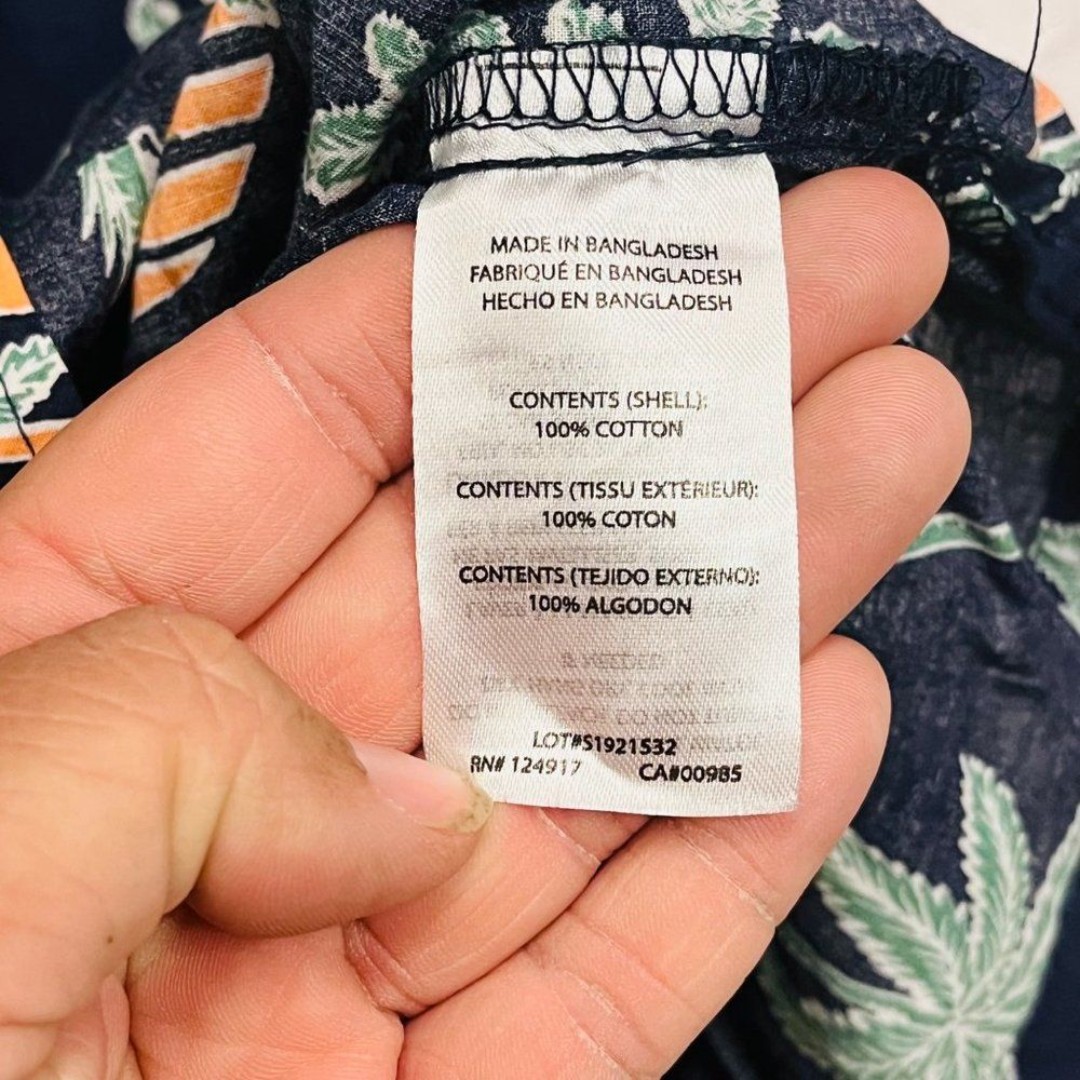 MADE IN BANGLADESH
FABRIQUÉ EN BANGLADESH
HECHO EN BANGLADESH
CONTENTS (SHELL):
100% COTTON
CONTENTS (TISSU EXTÉRIEUR):
100% COTON
CONTENTS (TEJIDO EXTERNO):
100% ALGODON
LOT#S1921532
RN# 124917 CA#00985